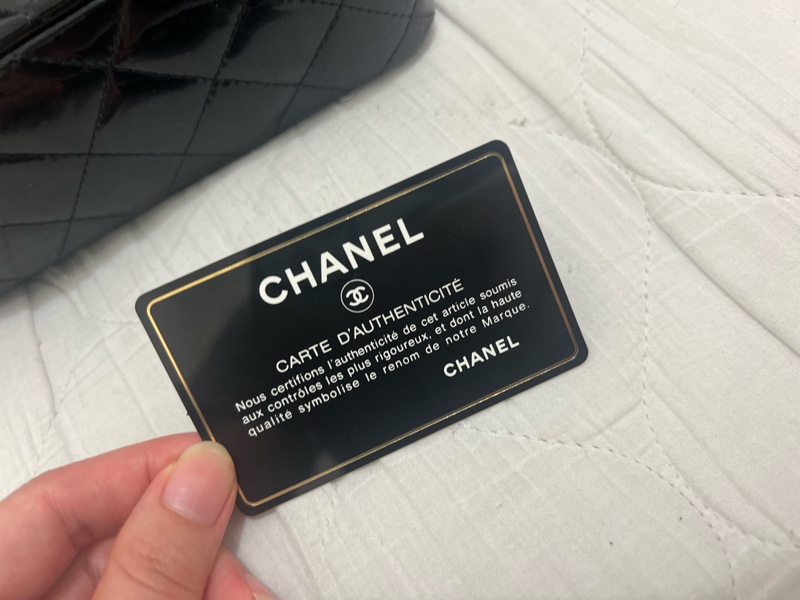 CHANEL
CARTE D'AUTHENTICITÉ
Nous certifions l'authenticité de cet article soumis
aux contrôles les plus rigoureux, et dont la haute
qualité symbolise le renom de notre Marque.
CHANEL